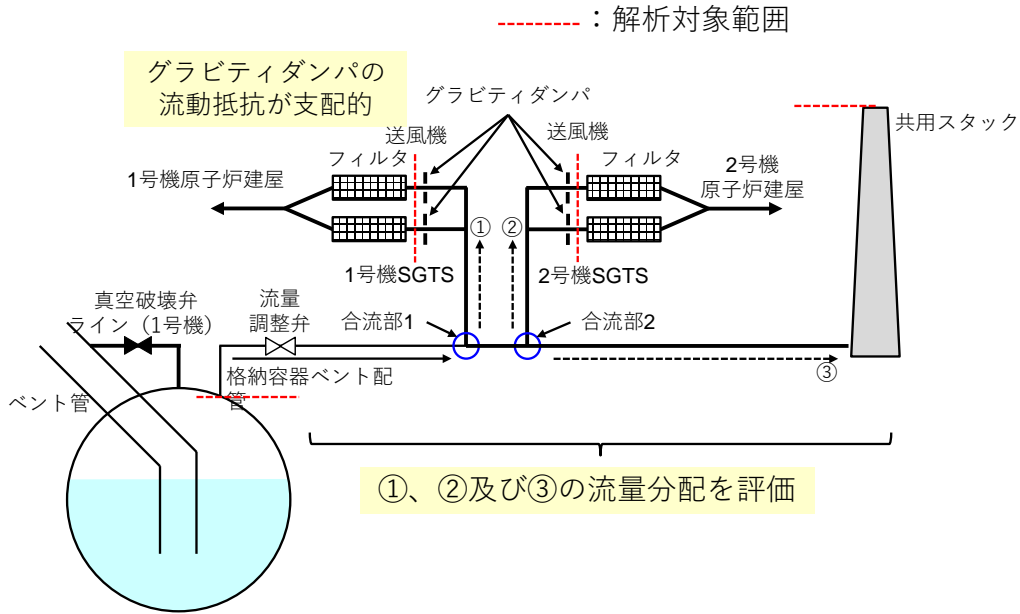 ：解析対象範囲
グラビティダンパの
流動抵抗が支配的
グラビティダンパ
共用スタック
送風機
送風機
フィルタ
フィルタ
1号機原子炉建屋
2号機
原子炉建屋
①
②
1号機SGTS
2号機SGTS
真空破壊弁
ライン（1号機）
流量
調整弁
合流部1
合流部2
格納容器ベント配
管
③
ベント管
①、②及び③の流量分配を評価